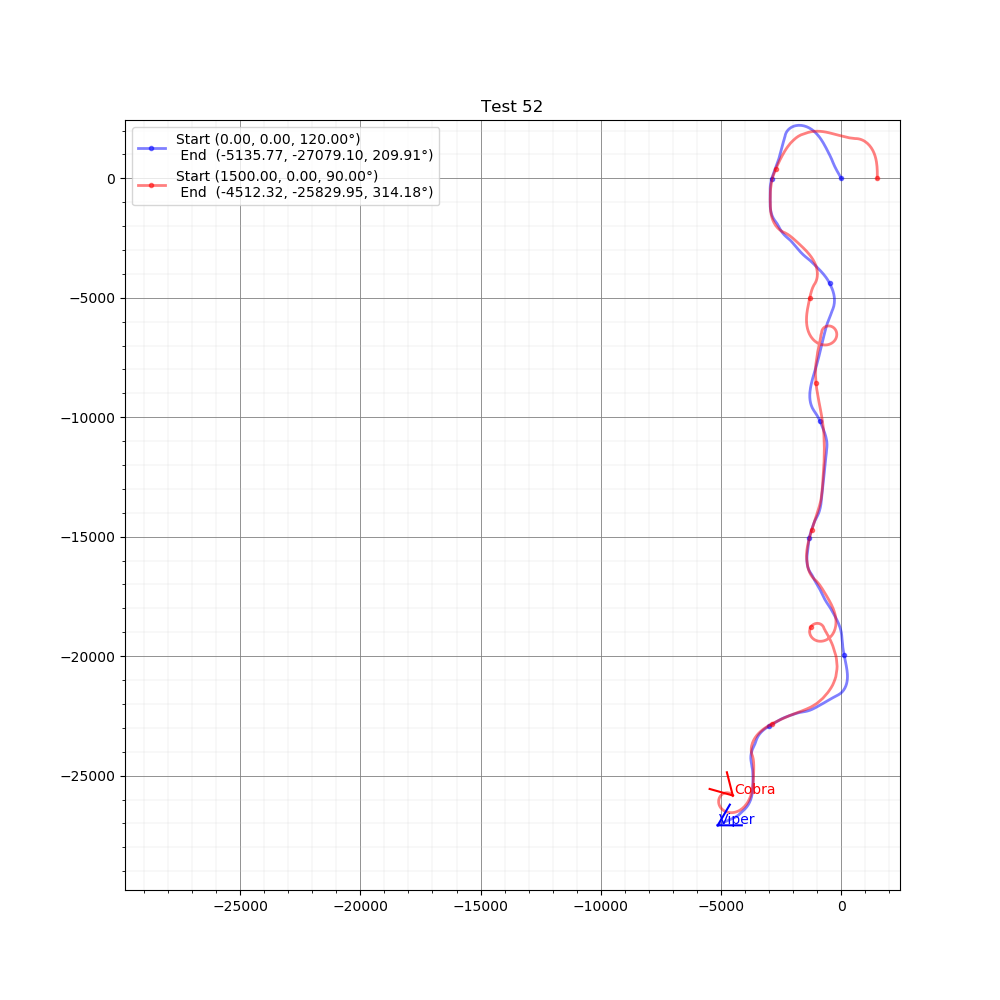 Test 52
Start (0.00, 0.00, 120.00°)
End  (-5135.77, -27079.10, 209.91°)
Start (1500.00, 0.00, 90.00°)
End  (-4512.32, -25829.95, 314.18°)
0
−5000
−10000
−15000
−20000
−25000
Cobra
Viper
−25000 −20000 −15000 −10000 −5000 0